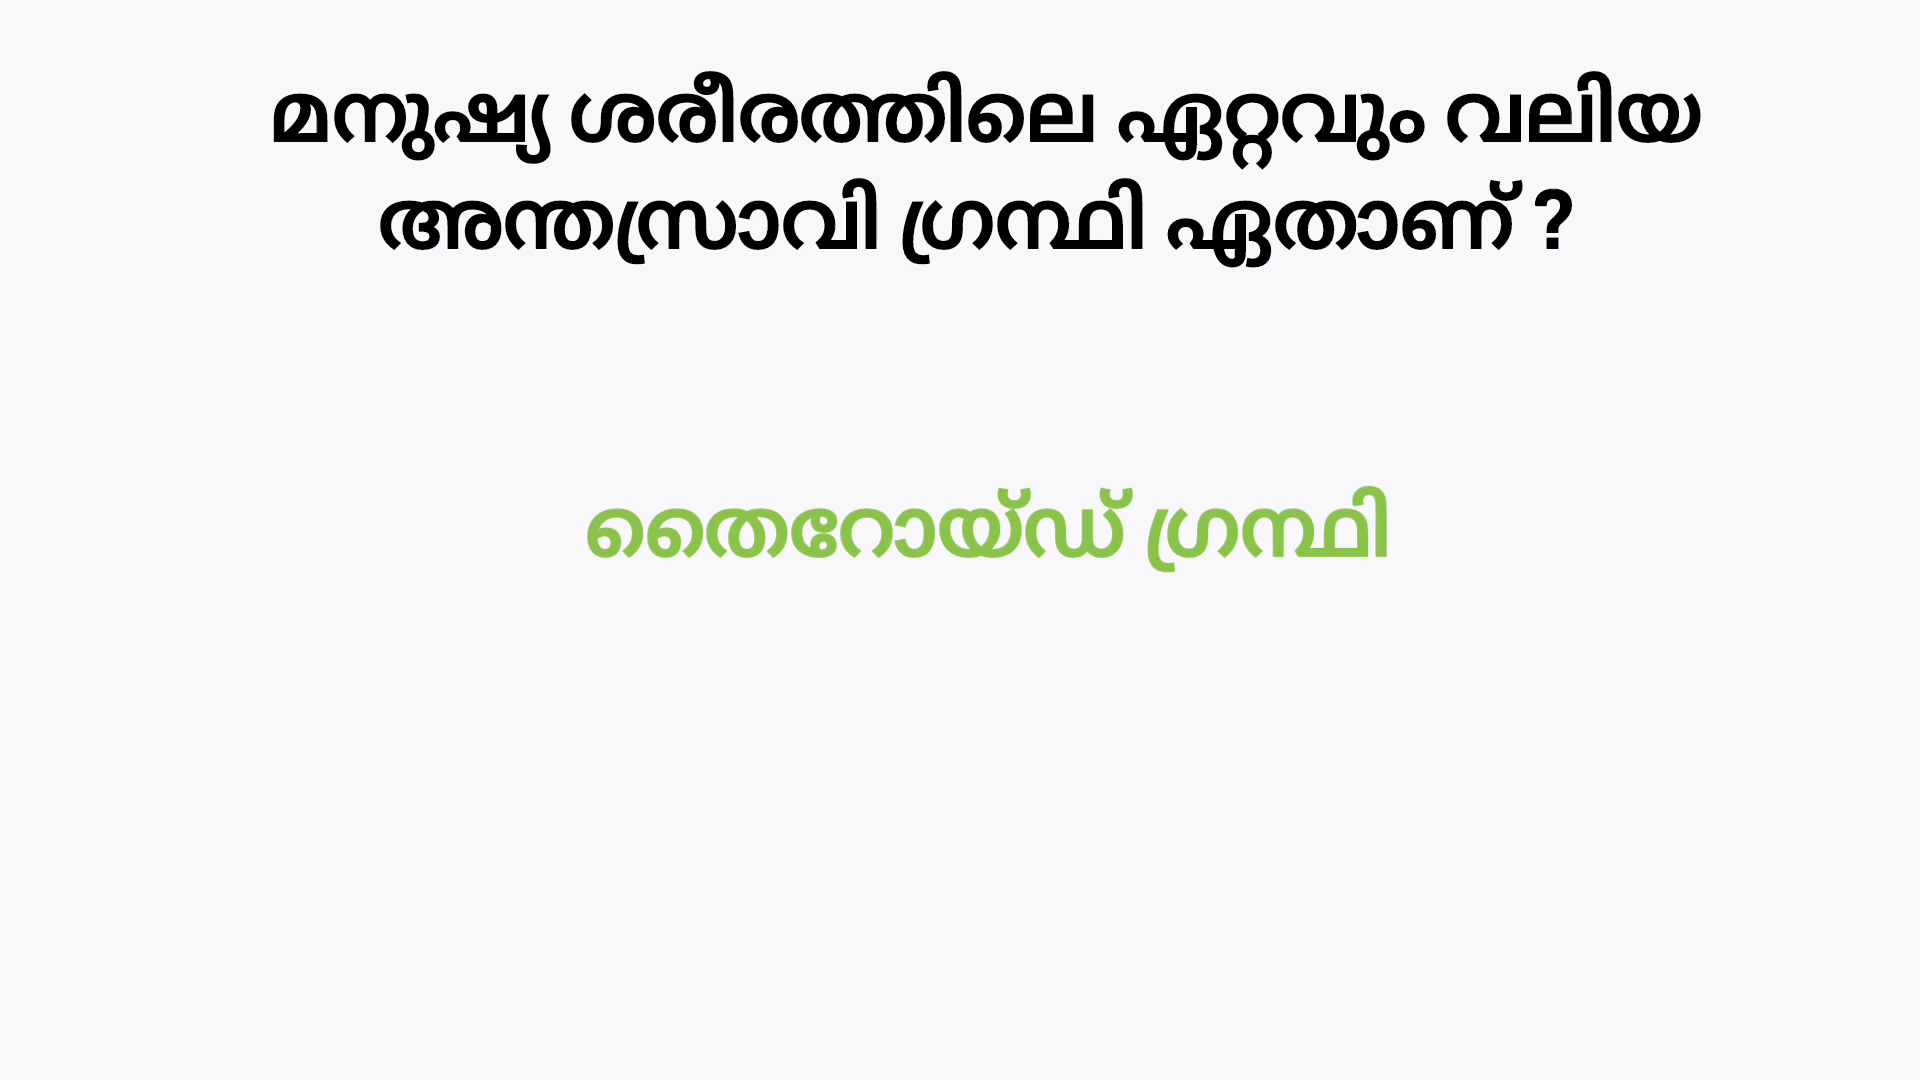 മനുഷ്യ ശരീരത്തിലെ ഏറ്റവും വലിയ
അന്തസ്രാവി ഗ്രന്ഥി ഏതാണ് ?
തൈറോയ്ഡ് ഗ്രന്ഥി